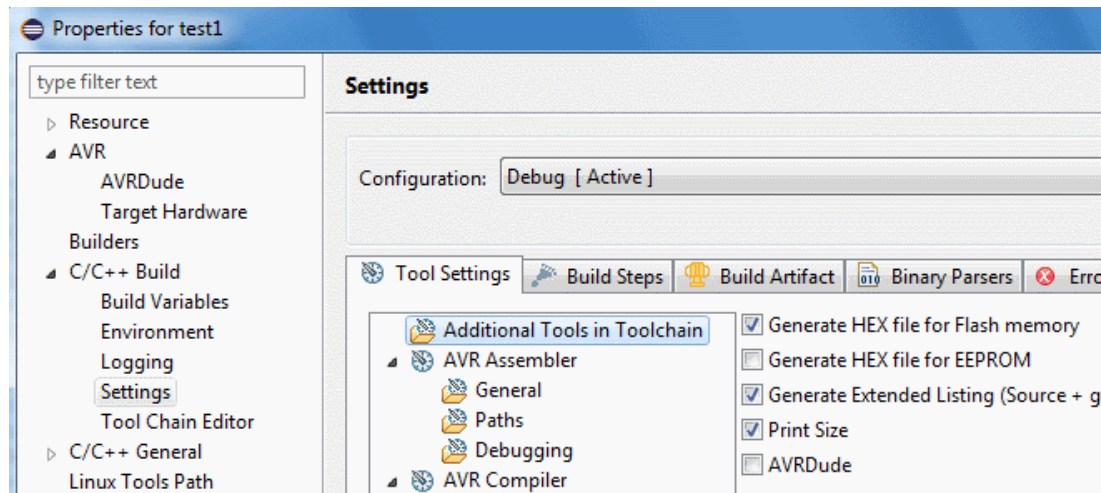 Properties for test1
type filter text
Resource
AVR
AVRDude
Target Hardware
Builders
C/C++ Build
Build Variables
Environment
Logging
Settings
Tool Chain Editor
C/C++ General
Linux Tools Path
Settings
Configuration: Debug [ Active ]
Tool Settings Build Steps Build Artifact Binary Parsers Erro
Additional Tools in Toolchain
AVR Assembler
General
Paths
Debugging
AVR Compiler
Generate HEX file for Flash memory
Generate HEX file for EEPROM
Generate Extended Listing (Source + g
Print Size
AVRDude